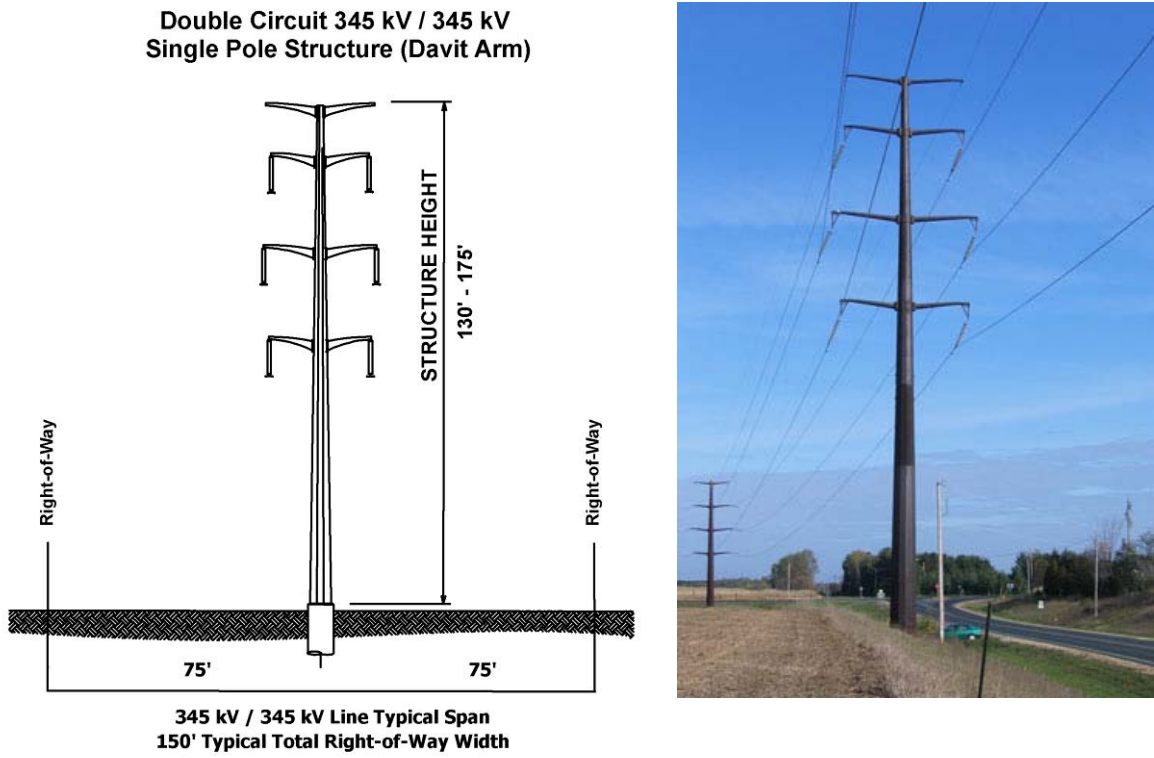 Double Circuit 345 kV / 345 kV
Single Pole Structure (Davit Arm)
STRUCTURE HEIGHT
130' - 175'
Right-of-Way
Right-of-Way
75'
75'
345 kV / 345 kV Line Typical Span
150' Typical Total Right-of-Way Width